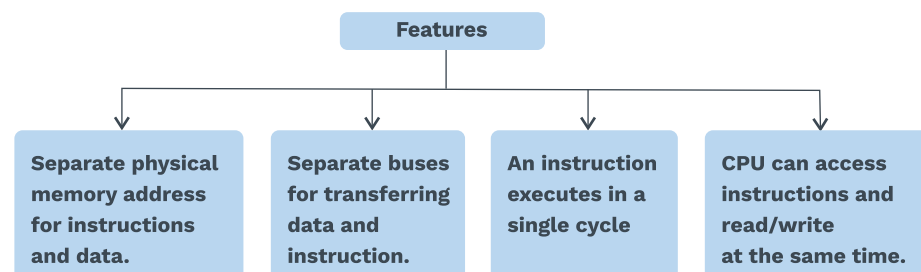 Features
Separate physical
memory address
for instructions
and data.
Separate buses
for transferring
data and
instruction.
An instruction
executes in a
single cycle
CPU can access
instructions and
read/write
at the same time.